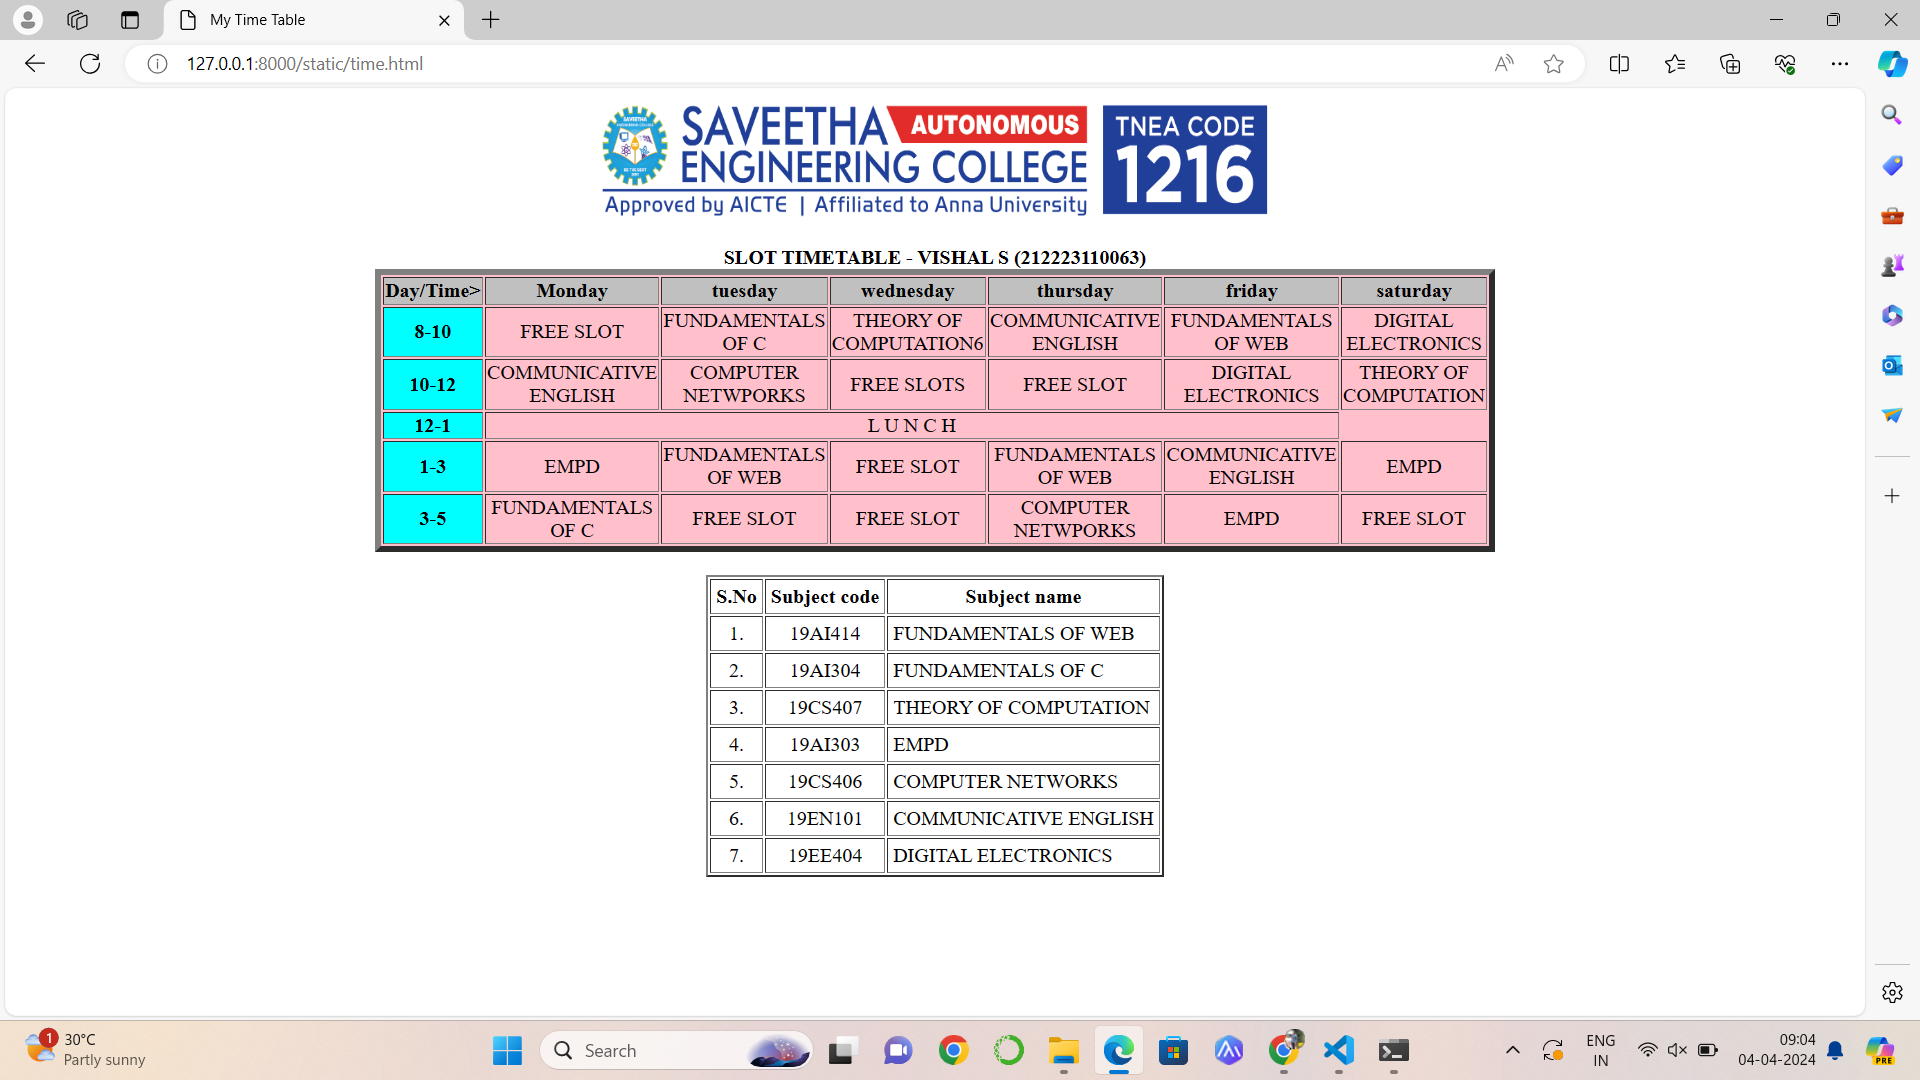 My Time Table
127.0.0.1:8000/static/time.html
SAVEETHA AUTONOMOUS
ENGINEERING COLLEGE
Approved by AICTE | Affiliated to Anna University
TNEA CODE
1216
SAVEETHA
SLOT TIMETABLE - VISHAL S (212223110063)
Day/Time> Monday tuesday wednesday thursday friday saturday
8-10 FREE SLOT FUNDAMENTALS OF C THEORY OF COMPUTATION6 COMMUNICATIVE ENGLISH FUNDAMENTALS OF WEB DIGITAL ELECTRONICS
10-12 COMMUNICATIVE ENGLISH COMPUTER NETWPORKS FREE SLOTS FREE SLOT DIGITAL ELECTRONICS THEORY OF COMPUTATION
12-1 L U N C H
1-3 EMPD FUNDAMENTALS OF WEB FREE SLOT FUNDAMENTALS OF WEB COMMUNICATIVE ENGLISH EMPD
3-5 FUNDAMENTALS OF C FREE SLOT FREE SLOT COMPUTER NETWPORKS EMPD FREE SLOT
S.No Subject code Subject name
1. 19AI414 FUNDAMENTALS OF WEB
2. 19AI304 FUNDAMENTALS OF C
3. 19CS407 THEORY OF COMPUTATION
4. 19AI303 EMPD
5. 19CS406 COMPUTER NETWORKS
6. 19EN101 COMMUNICATIVE ENGLISH
7. 19EE404 DIGITAL ELECTRONICS
1
30°C
Partly sunny
Search
ENG
IN
09:04
04-04-2024
PRE